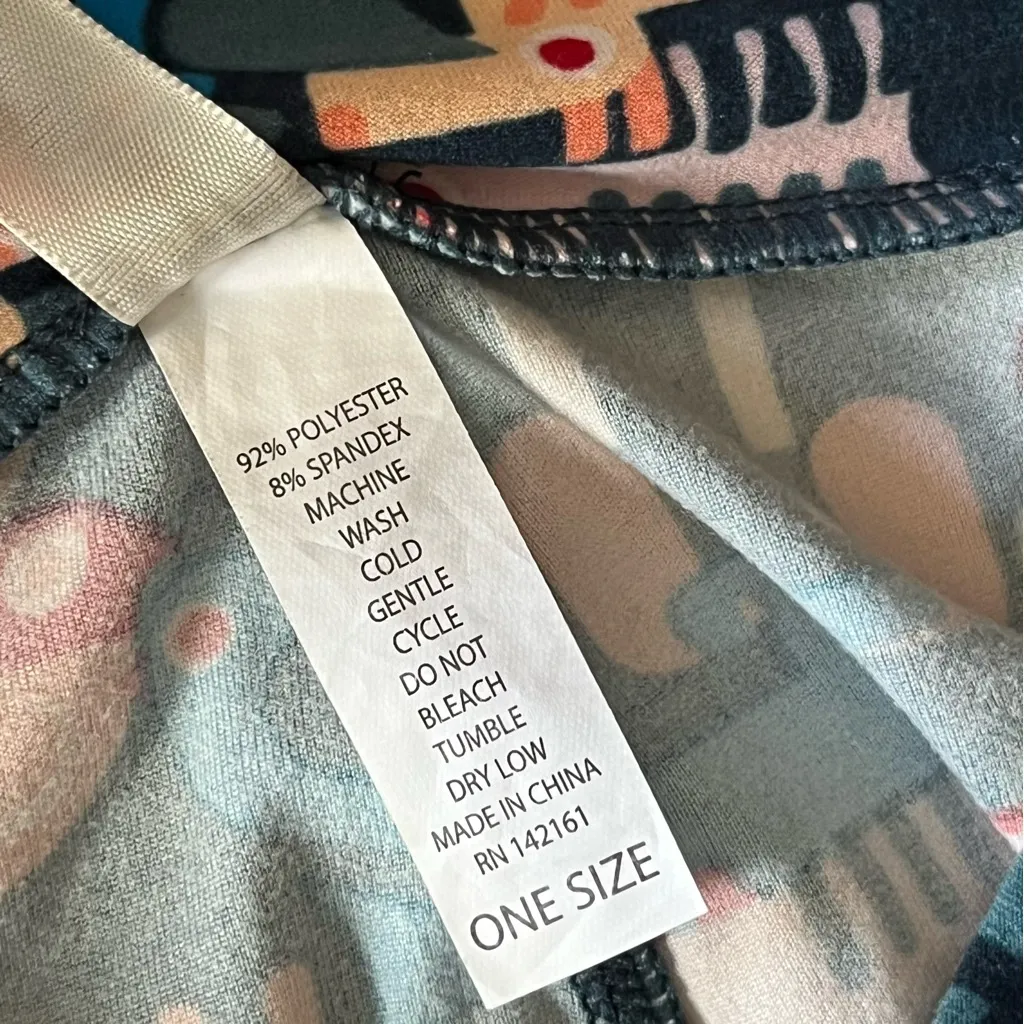 92% POLYESTER
8% SPANDEX
MACHINE
WASH
COLD
GENTLE
CYCLE
DO NOT
BLEACH
TUMBLE
DRY LOW
MADE IN CHINA
RN 142161
ONE SIZE